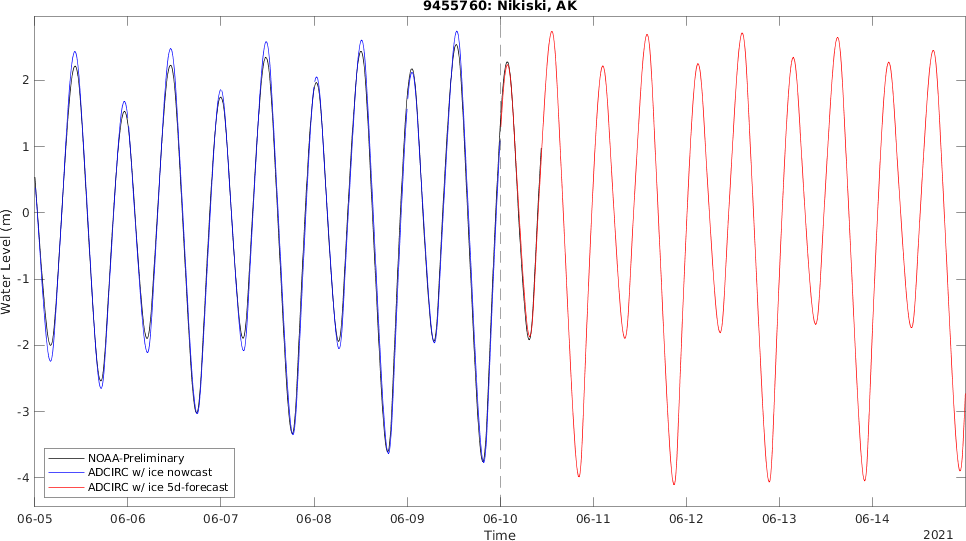 9455760: Nikiski, AK
Water Level (m)
2
1
0
-1
-2
-3
-4
NOAA-Preliminary
ADCIRC w/ ice nowcast
ADCIRC w/ ice 5d-forecast
06-05 06-06 06-07 06-08 06-09 06-10 06-11 06-12 06-13 06-14
Time
2021